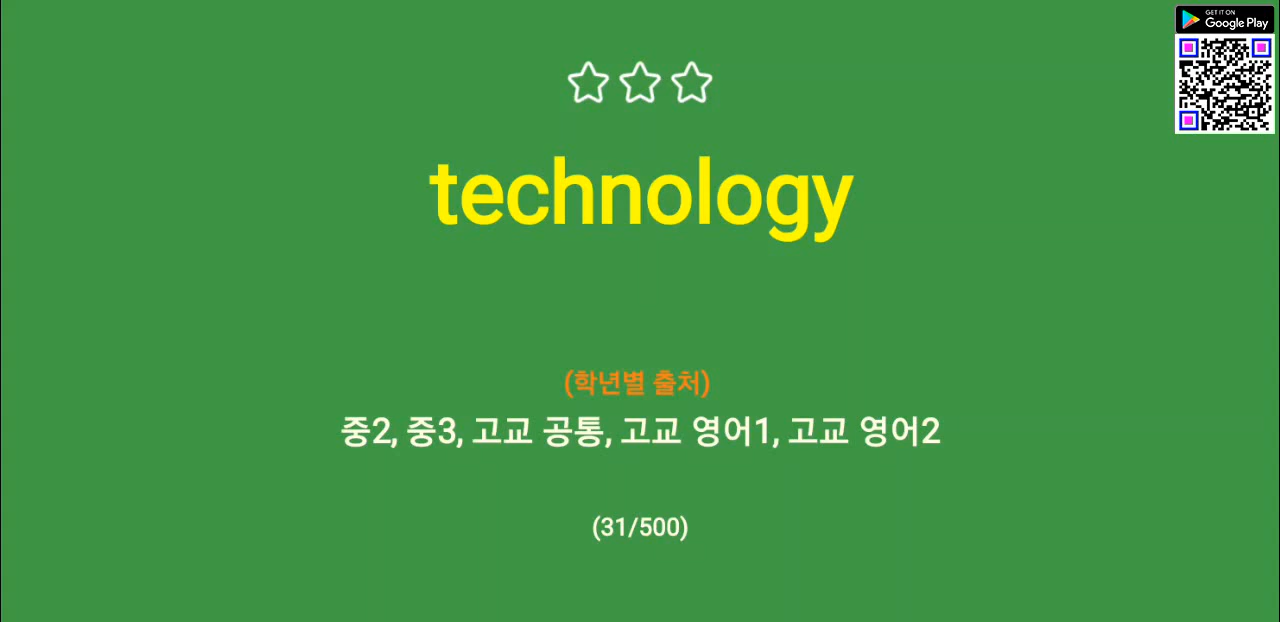 GET IT ON
Google Play
technology
(학년별 출처)
중2, 중3, 고교 공통, 고교 영어1, 고교 영어2
(31/500)